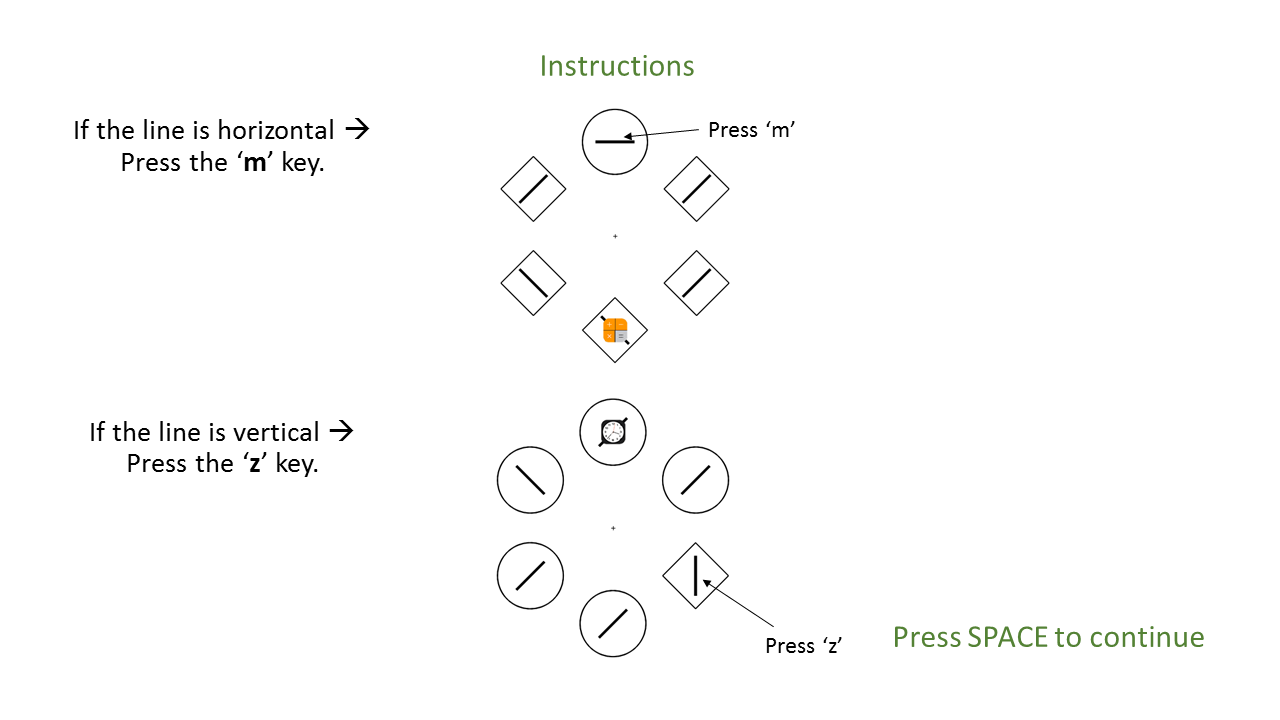 Instructions
If the line is horizontal →
Press the ‘m’ key.
Press ‘m’
If the line is vertical →
Press the ‘z’ key.
Press ‘z’
Press SPACE to continue